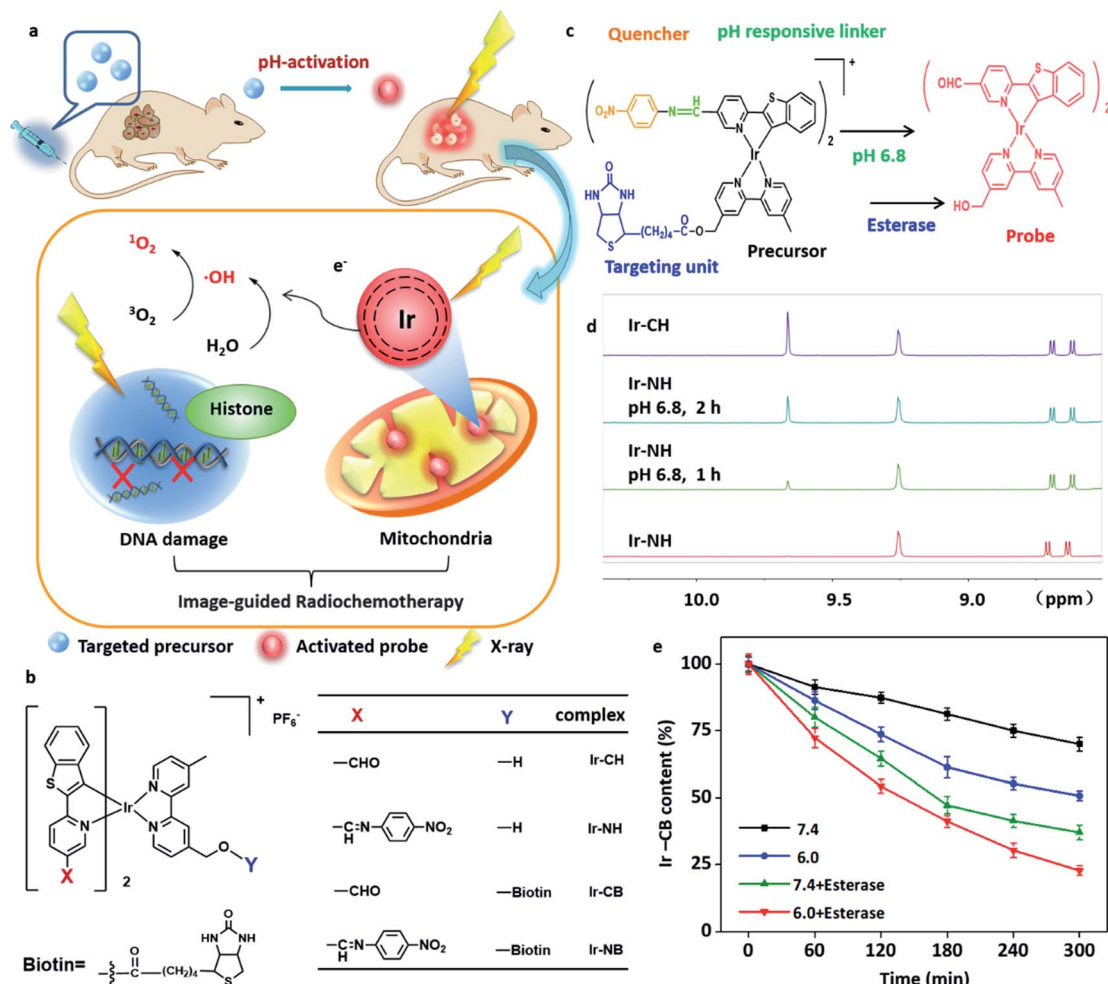 a
pH-activation
¹O₂
·OH
³O₂
H₂O
e⁻
Ir
Histone
DNA damage
Mitochondria
Image-guided Radiochemotherapy
Targeted precursor
Activated probe
X-ray
b
+
PF₆⁻
S
N
N
Ir
N
X
2
O
Y
Biotin=
O
C
(CH₂)₄
O
HN
NH
S
X Y complex
—CHO —H Ir-CH
—C=N— —NO₂ —H Ir-NH
H
—CHO —Biotin Ir-CB
—C=N— —NO₂ —Biotin Ir-NB
H
c
Quencher
pH responsive linker
+
O₂N
N
H
S
N
2
Ir
N
N
O
HN
NH
S
(CH₂)₄
O
C
O
Targeting unit
Precursor
pH 6.8
Esterase
OHC
S
N
2
Ir
N
N
HO
Probe
d
Ir-CH
Ir-NH
pH 6.8, 2 h
Ir-NH
pH 6.8, 1 h
Ir-NH
10.0 9.5 9.0 (ppm)
e
Ir –CB content (%)
100
75
50
25
0
7.4
6.0
7.4+Esterase
6.0+Esterase
0 60 120 180 240 300
Time (min)